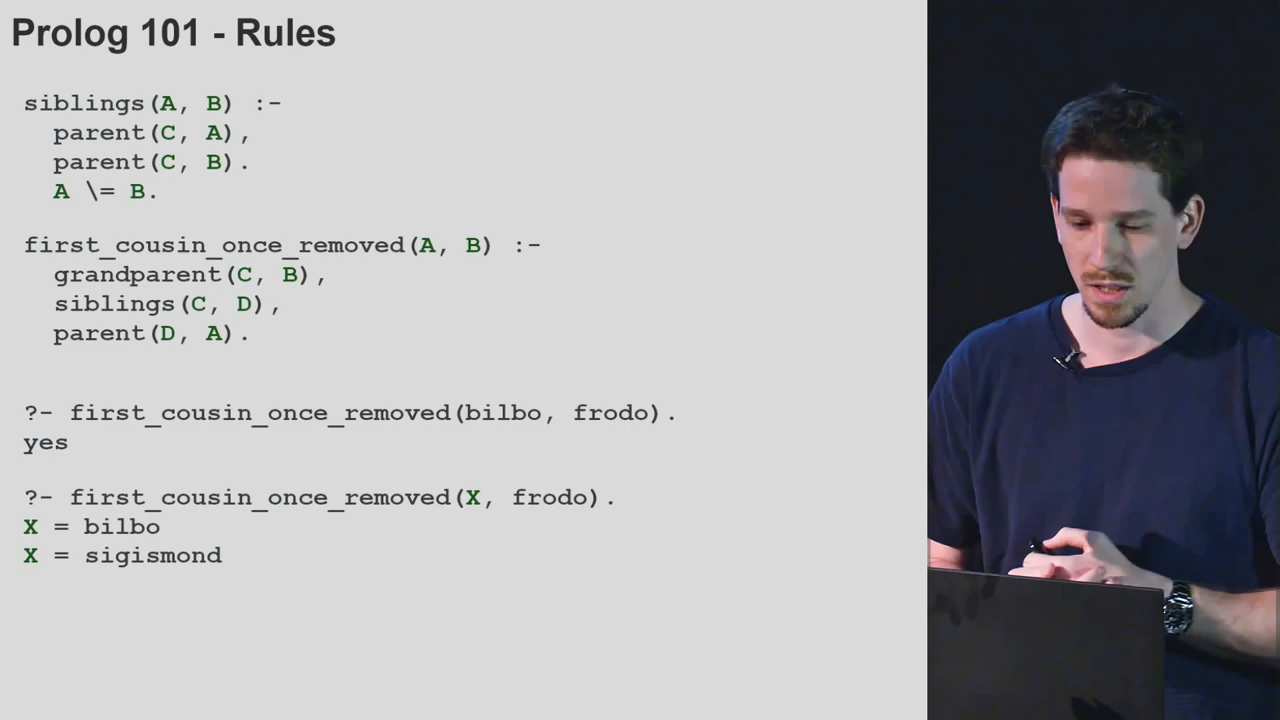 Prolog 101 - Rules
siblings(A, B) :-
parent(C, A),
parent(C, B).
A \= B.
first_cousin_once_removed(A, B) :-
grandparent(C, B),
siblings(C, D),
parent(D, A).
?- first_cousin_once_removed(bilbo, frodo).
yes
?- first_cousin_once_removed(X, frodo).
X = bilbo
X = sigismond